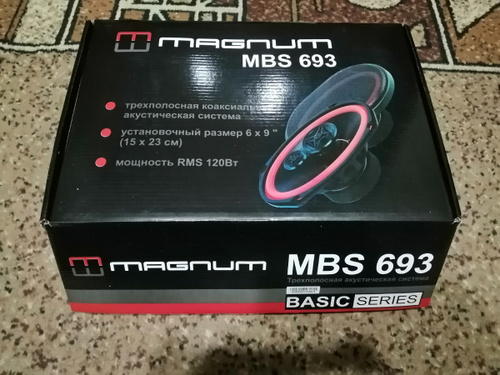 MAGNUM
MBS 693
трехполосная коаксиальная
акустическая система
установочный размер 6 x 9 "
(15 x 23 см)
мощность RMS 120Вт
MAGNUM
MBS 693
Трехполосная акустическая система
BASIC SERIES